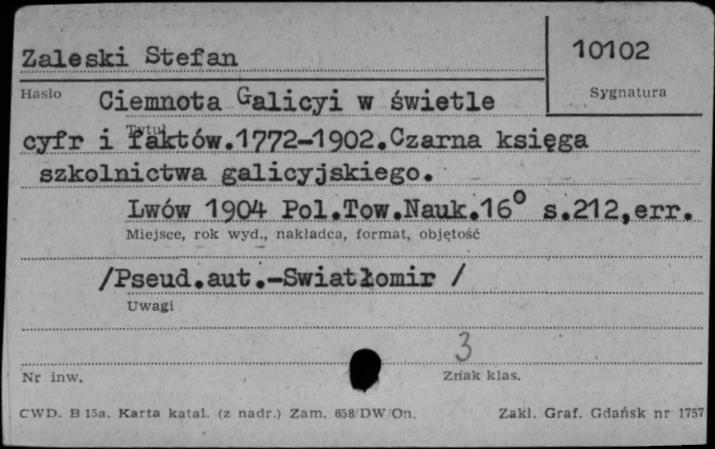 Zaleski Stefan
10102
Hasło
Sygnatura
Ciemnota Galicyi w świetle
Tytuł
cyfr i faktów.1772-1902.Czarna księga
szkolnictwa galicyjskiego.
Lwów 1904 Pol.Tow.Nauk.16° s.212,err.
Miejsce, rok wyd., nakładca, format, objętość
/Pseud.aut.-Swiatłomir /
Uwagi
3
Nr inw.
Znak klas.
CWD. B 15a. Karta katal. (z nadr.) Zam. 658/DW/On.
Zakł. Graf. Gdańsk nr 1757